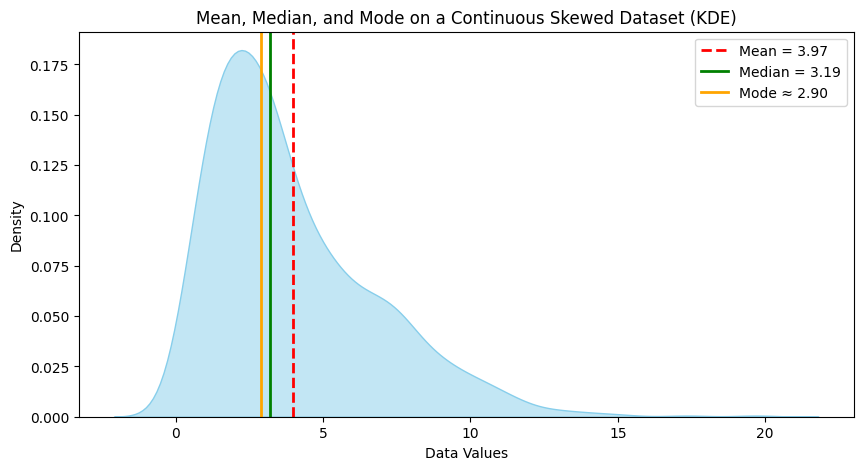 Mean, Median, and Mode on a Continuous Skewed Dataset (KDE)
Mean = 3.97
Median = 3.19
Mode ≈ 2.90
Density
0.175
0.150
0.125
0.100
0.075
0.050
0.025
0.000
0 5 10 15 20
Data Values